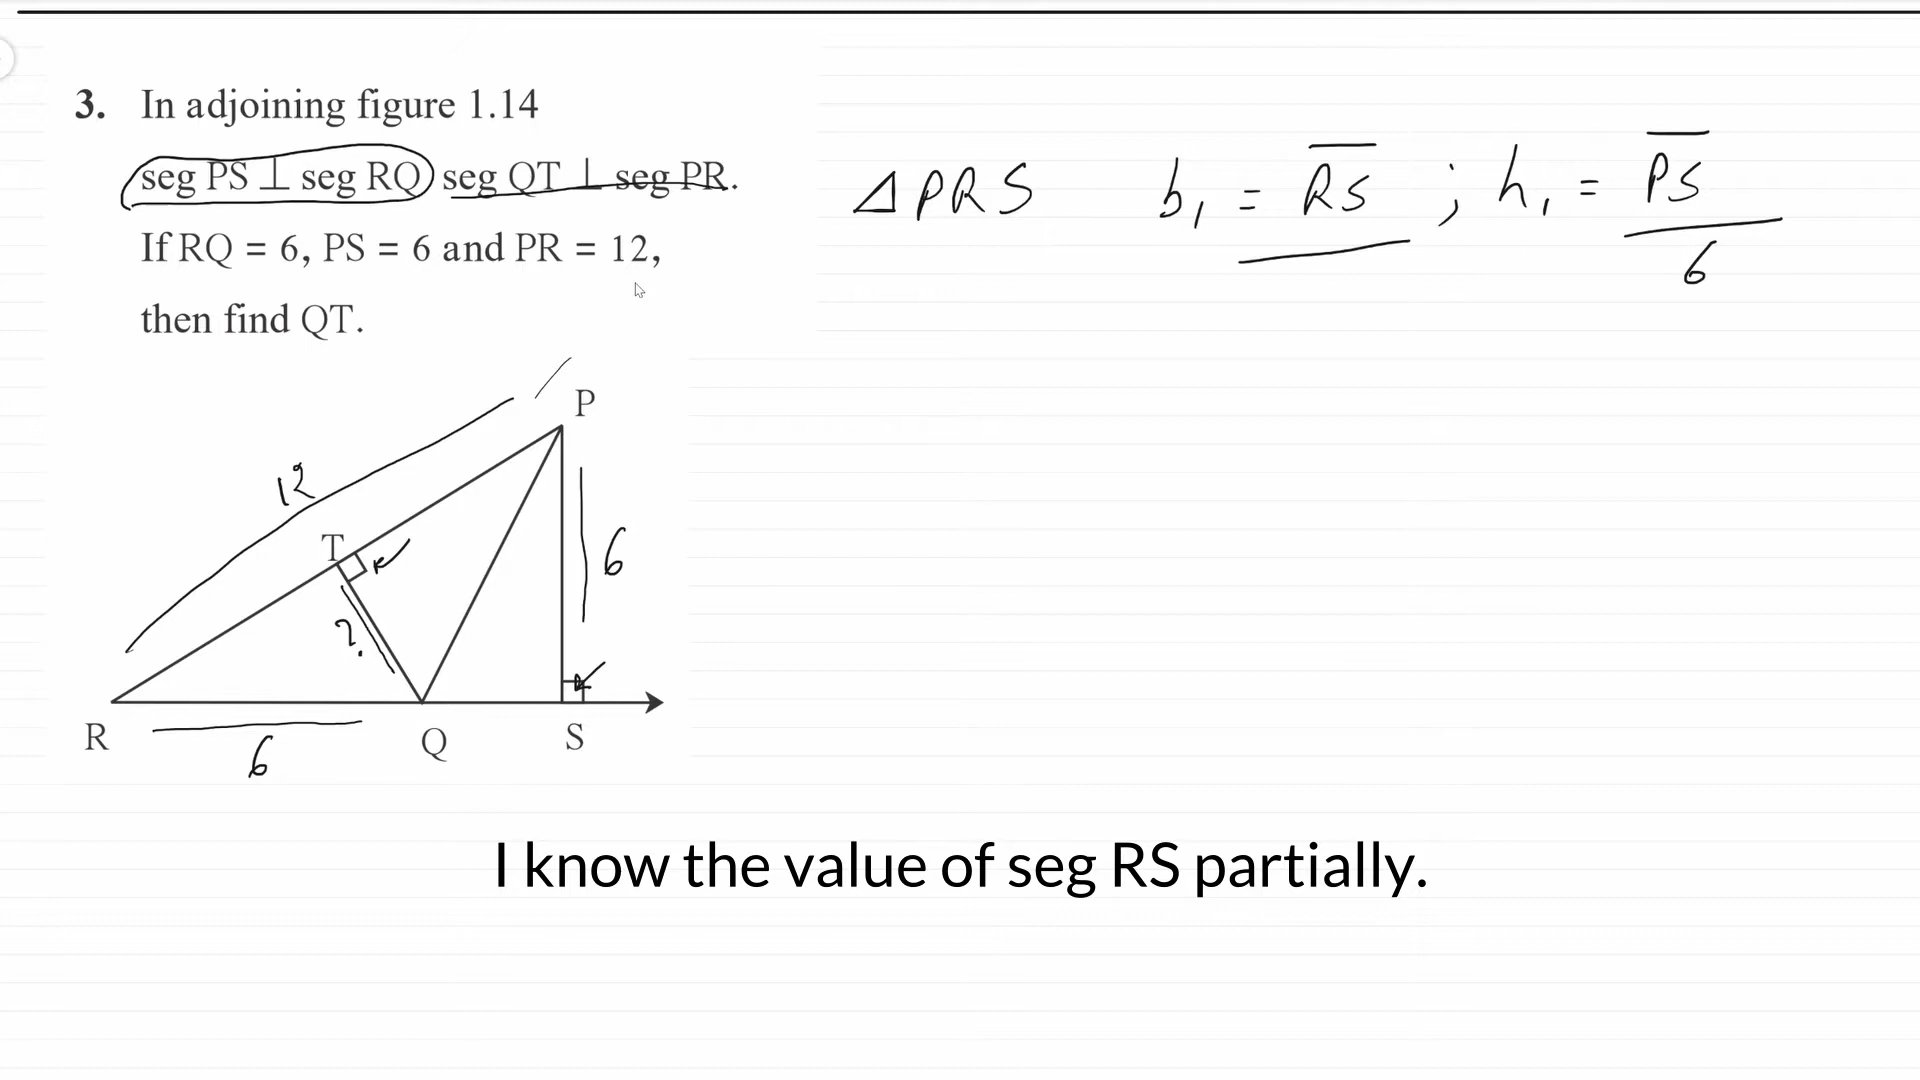 3. In adjoining figure 1.14
seg PS ⊥ seg RQ seg QT ⊥ seg PR.
If RQ = 6, PS = 6 and PR = 12,
then find QT.
△PRS b₁ = RS ; h₁ = PS
6
P
12
T
6
?
R
Q
S
6
I know the value of seg RS partially.